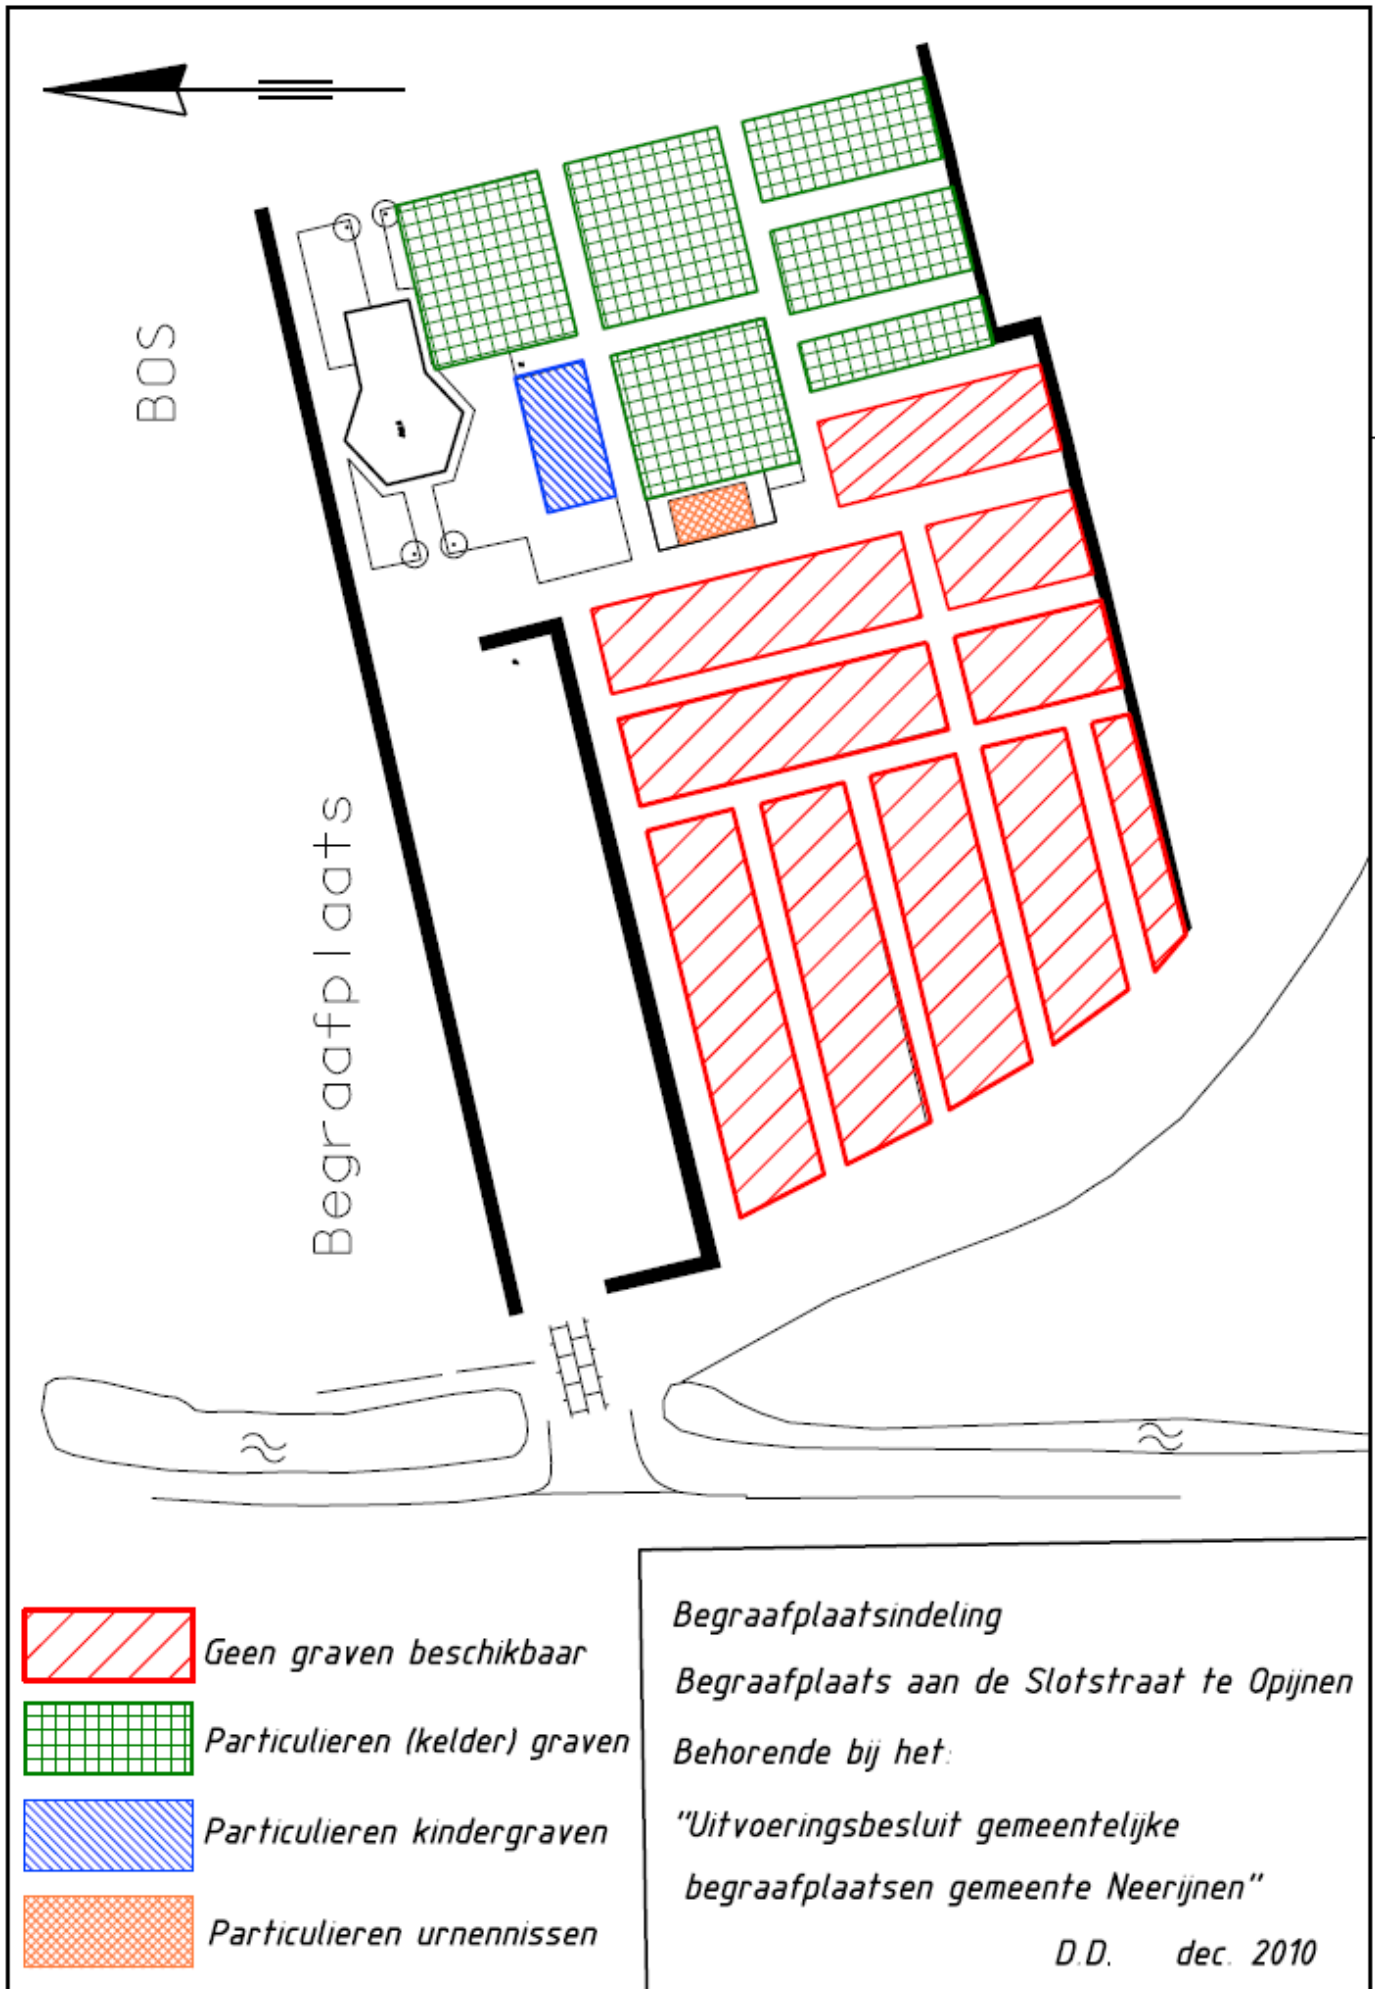 BOS
Begraafplaats
Geen graven beschikbaar
Particulieren (kelder) graven
Particulieren kindergraven
Particulieren urnennissen
Begraafplaatsindeling
Begraafplaats aan de Slotstraat te Opijnen
Behorende bij het:
"Uitvoeringsbesluit gemeentelijke
begraafplaatsen gemeente Neerijnen"
D.D. dec. 2010